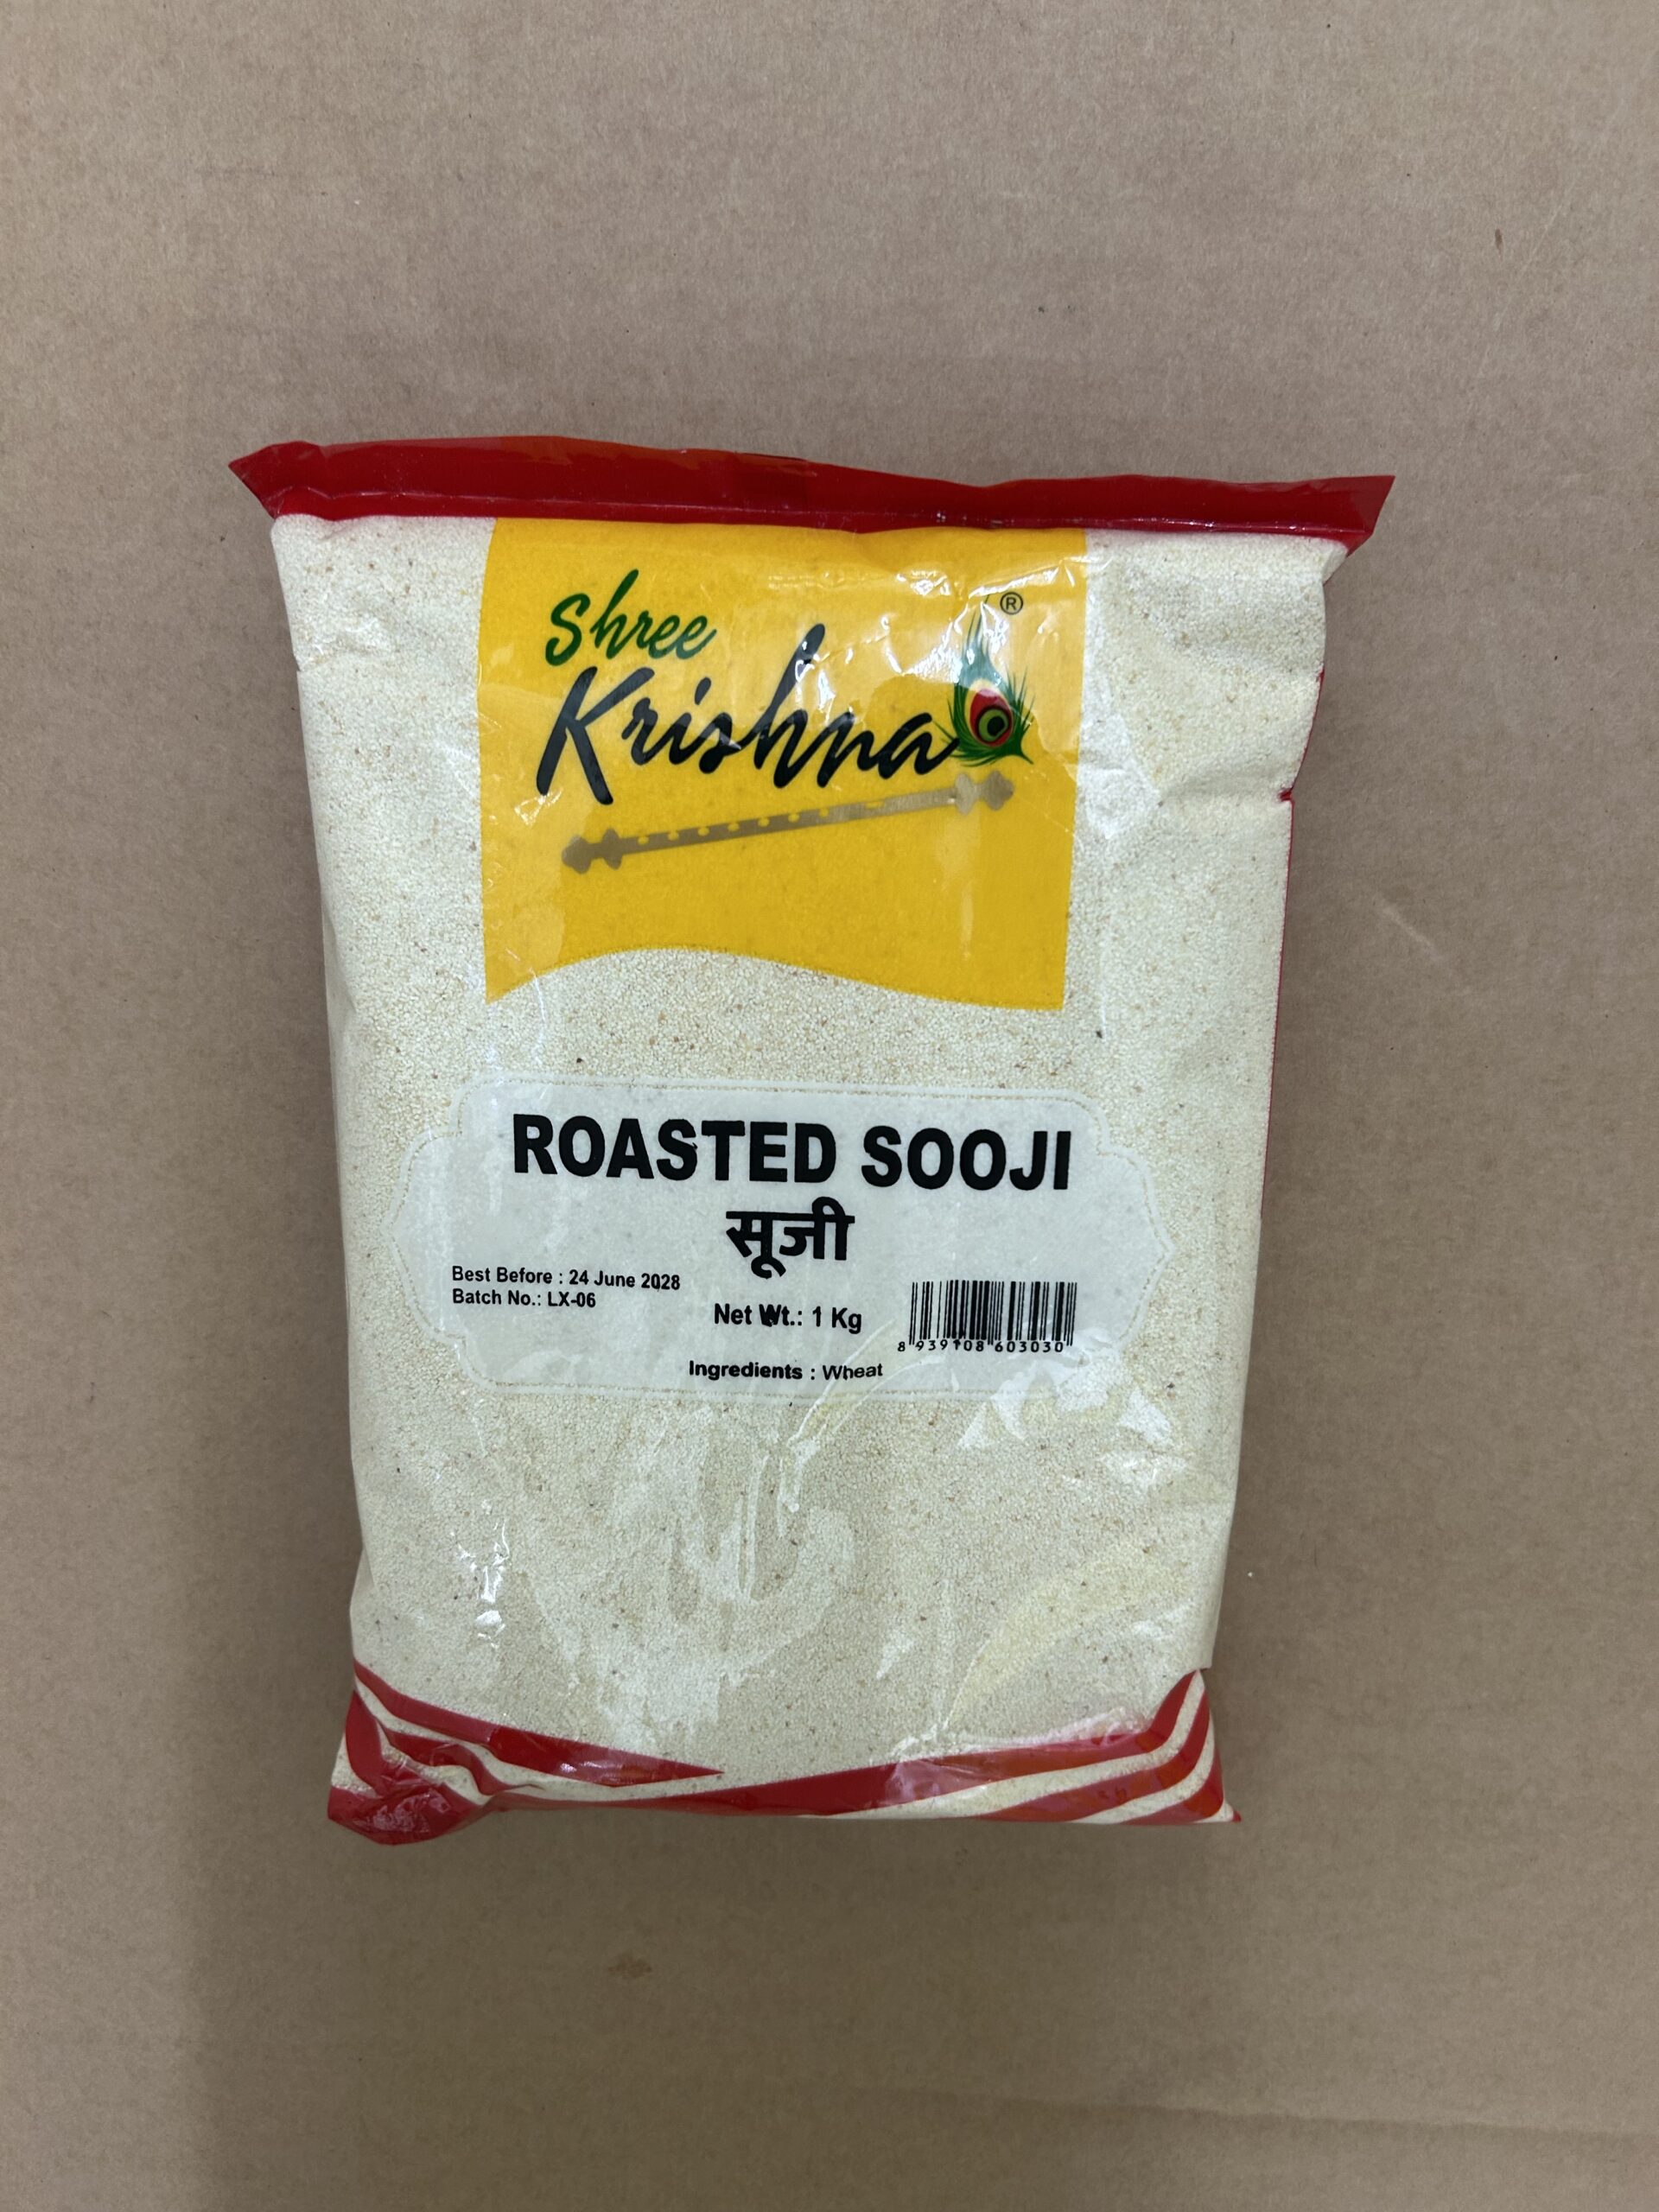 Shree
Krishna ®
ROASTED SOOJI
सूजी
Best Before : 24 June 2028
Batch No.: LX-06
Net Wt.: 1 Kg
8 939108 603030
Ingredients : Wheat